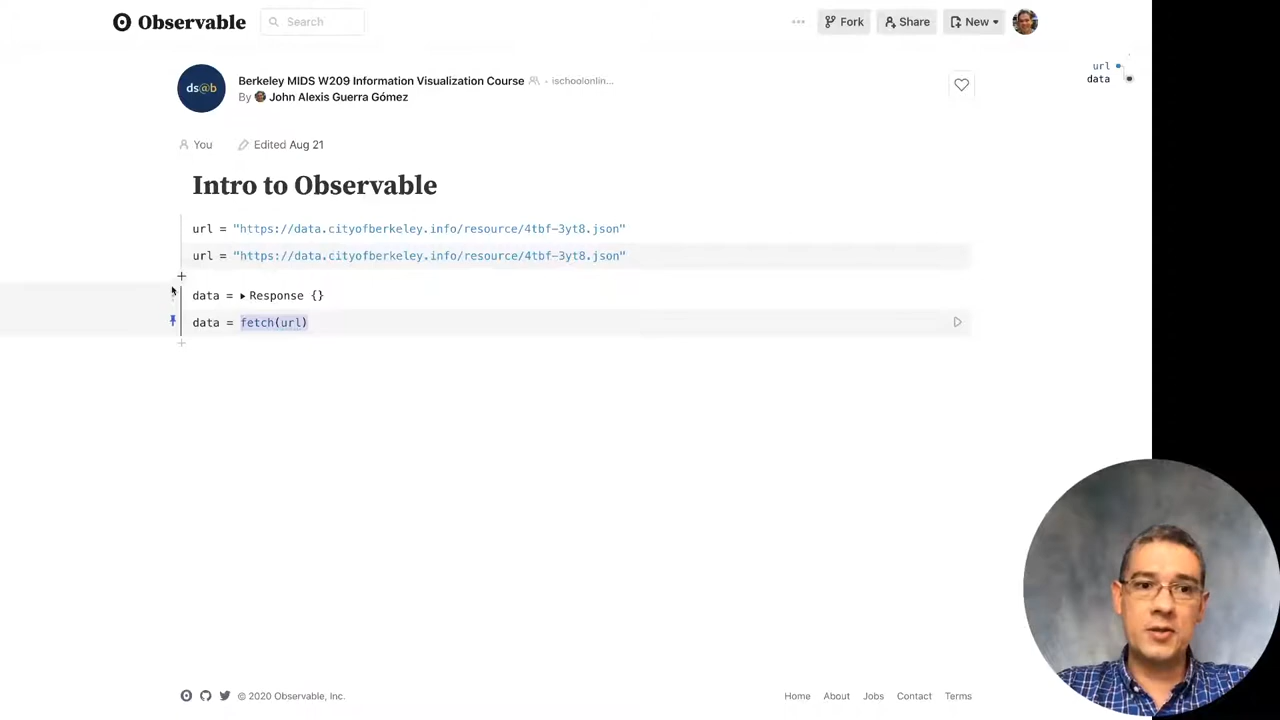 Observable
Search
Fork
Share
New
Berkeley MIDS W209 Information Visualization Course · ischoolonlin...
By John Alexis Guerra Gómez
ds@b
url
data
You
Edited Aug 21
Intro to Observable
url = "https://data.cityofberkeley.info/resource/4tbf-3yt8.json"
url = "https://data.cityofberkeley.info/resource/4tbf-3yt8.json"
data = ▸ Response {}
data = fetch(url)
© 2020 Observable, Inc.
Home About Jobs Contact Terms